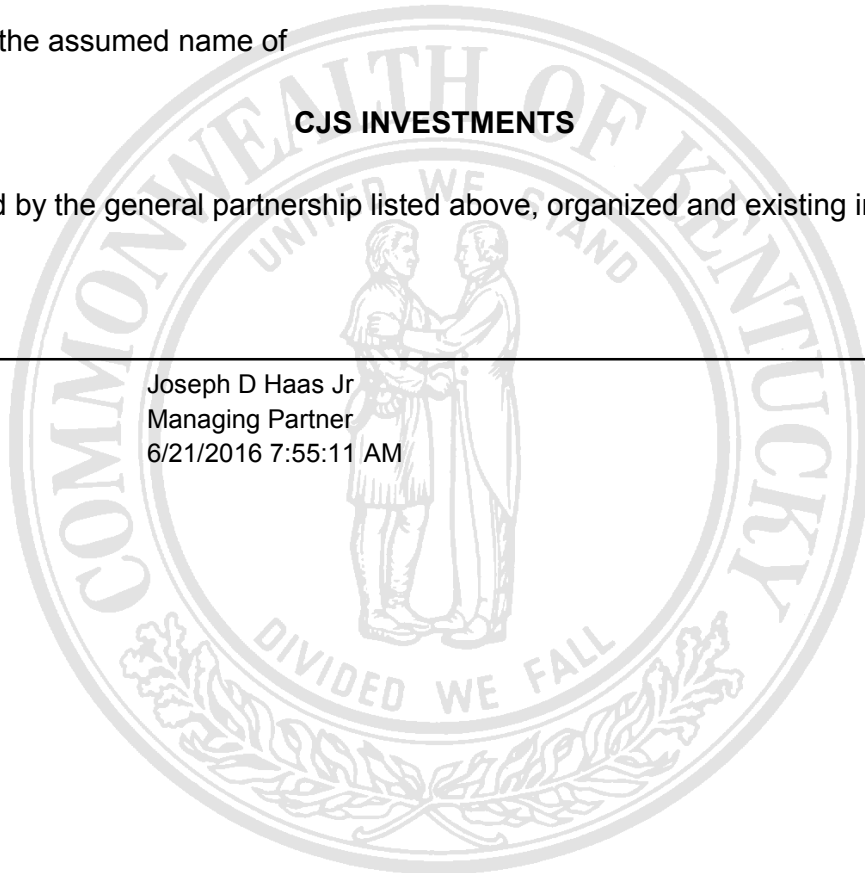 the assumed name of
CJS INVESTMENTS
by the general partnership listed above, organized and existing
Joseph D Haas Jr
Managing Partner
6/21/2016 7:55:11 AM
COMMONWEALTH OF KENTUCKY
UNITED WE STAND
DIVIDED WE FALL